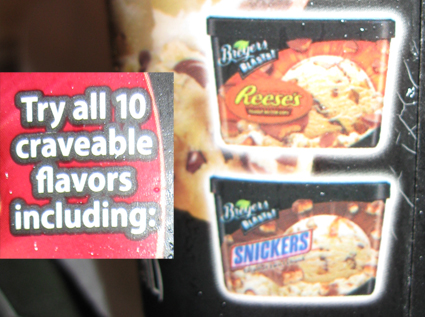 Try all 10
craveable
flavors
including:
Breyers
BLASTS!
Reese's
Breyers
BLASTS!
SNICKERS